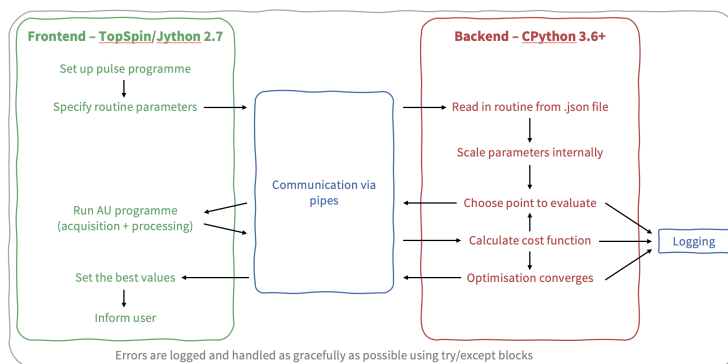 Frontend – TopSpin/Jython 2.7
Set up pulse programme
Specify routine parameters
Run AU programme
(acquisition + processing)
Set the best values
Inform user
Communication via
pipes
Backend – CPython 3.6+
Read in routine from .json file
Scale parameters internally
Choose point to evaluate
Calculate cost function
Optimisation converges
Logging
Errors are logged and handled as gracefully as possible using try/except blocks